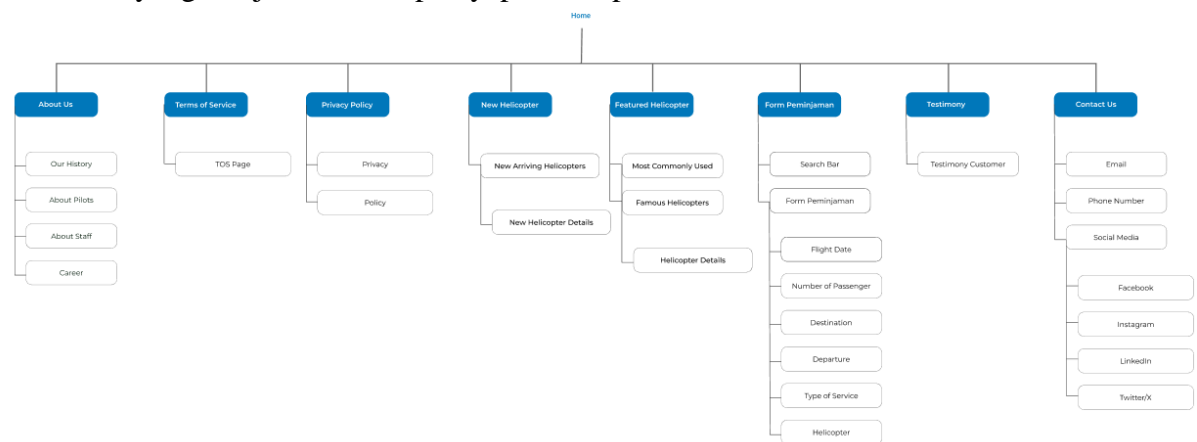 Home
About Us
Terms of Service
Privacy Policy
New Helicopter
Featured Helicopter
Form Peminjaman
Testimony
Contact Us
Our History
About Pilots
About Staff
Career
TOS Page
Privacy
Policy
New Arriving Helicopters
New Helicopter Details
Most Commonly Used
Famous Helicopters
Helicopter Details
Search Bar
Form Peminjaman
Flight Date
Number of Passenger
Destination
Departure
Type of Service
Helicopter
Testimony Customer
Email
Phone Number
Social Media
Facebook
Instagram
LinkedIn
Twitter/X